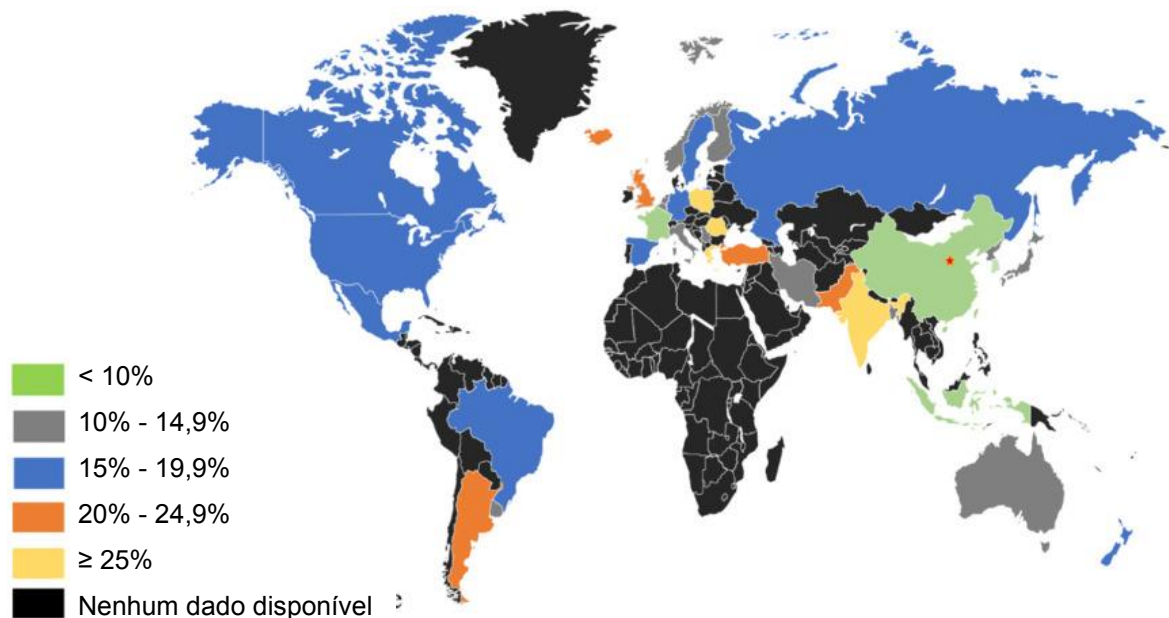 < 10%
10% - 14,9%
15% - 19,9%
20% - 24,9%
≥ 25%
Nenhum dado disponível